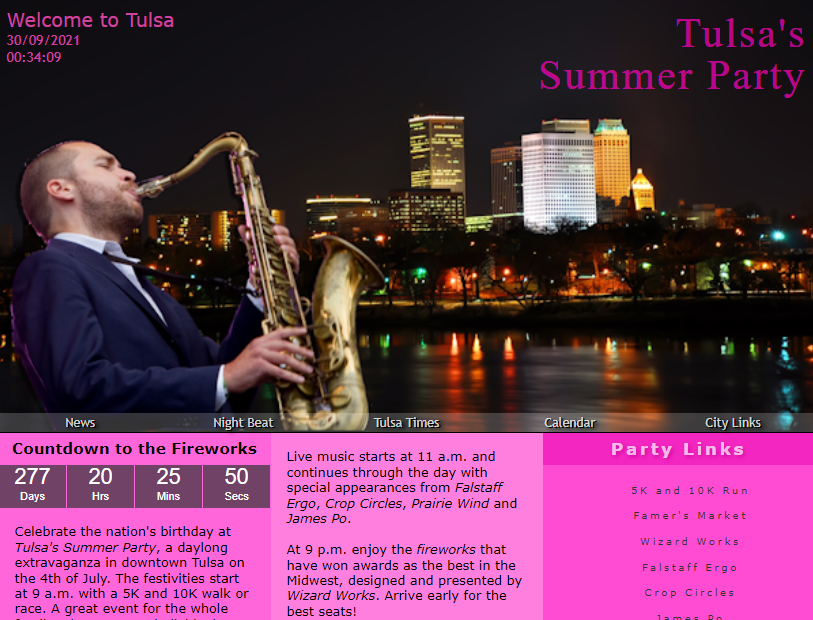 Welcome to Tulsa
30/09/2021
00:34:09
Tulsa's
Summer Party
News
Night Beat
Tulsa Times
Calendar
City Links
Countdown to the Fireworks
277
20
25
50
Days
Hrs
Mins
Secs
Celebrate the nation's birthday at
Tulsa's Summer Party, a daylong
extravaganza in downtown Tulsa on
the 4th of July. The festivities start
at 9 a.m. with a 5K and 10K walk or
race. A great event for the whole
Live music starts at 11 a.m. and
continues through the day with
special appearances from Falstaff
Ergo, Crop Circles, Prairie Wind and
James Po.
At 9 p.m. enjoy the fireworks that
have won awards as the best in the
Midwest, designed and presented by
Wizard Works. Arrive early for the
best seats!
Party Links
5K and 10K Run
Famer's Market
Wizard Works
Falstaff Ergo
Crop Circles
James Po